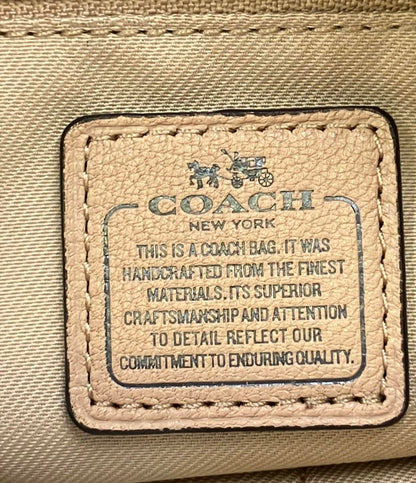 COACH
NEW YORK
THIS IS A COACH BAG. IT WAS
HANDCRAFTED FROM THE FINEST
MATERIALS. ITS SUPERIOR
CRAFTSMANSHIP AND ATTENTION
TO DETAIL REFLECT OUR
COMMITMENT TO ENDURING QUALITY.